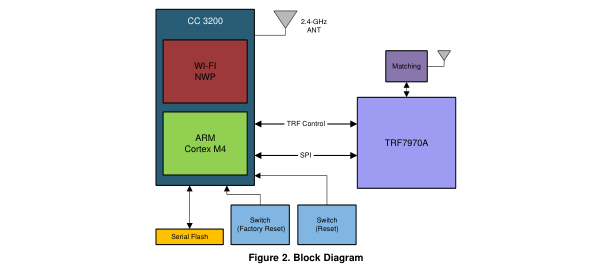 CC 3200
2.4-GHz
ANT
WI-FI
NWP
Matching
TRF Control
ARM
Cortex M4
TRF7970A
SPI
Switch
(Factory Reset)
Switch
(Reset)
Serial Flash
Figure 2. Block Diagram